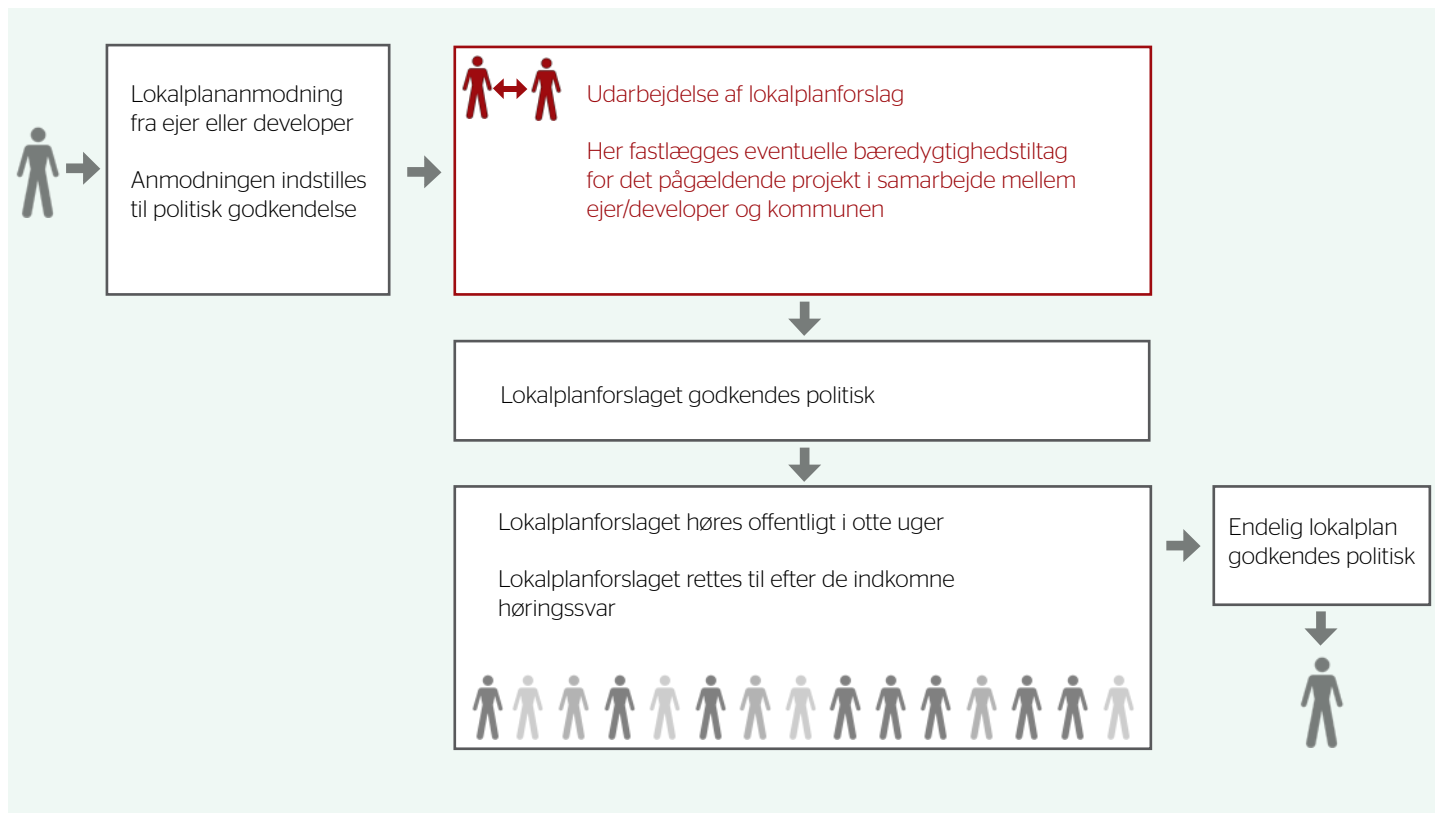 Lokalplananmodning
fra ejer eller developer
Anmodningen indstilles
til politisk godkendelse
Udarbejdelse af lokalplanforslag
Her fastlægges eventuelle bæredygtighedstiltag
for det pågældende projekt i samarbejde mellem
ejer/developer og kommunen
Lokalplanforslaget godkendes politisk
Lokalplanforslaget høres offentligt i otte uger
Lokalplanforslaget rettes til efter de indkomne
høringssvar
Endelig lokalplan
godkendes politisk